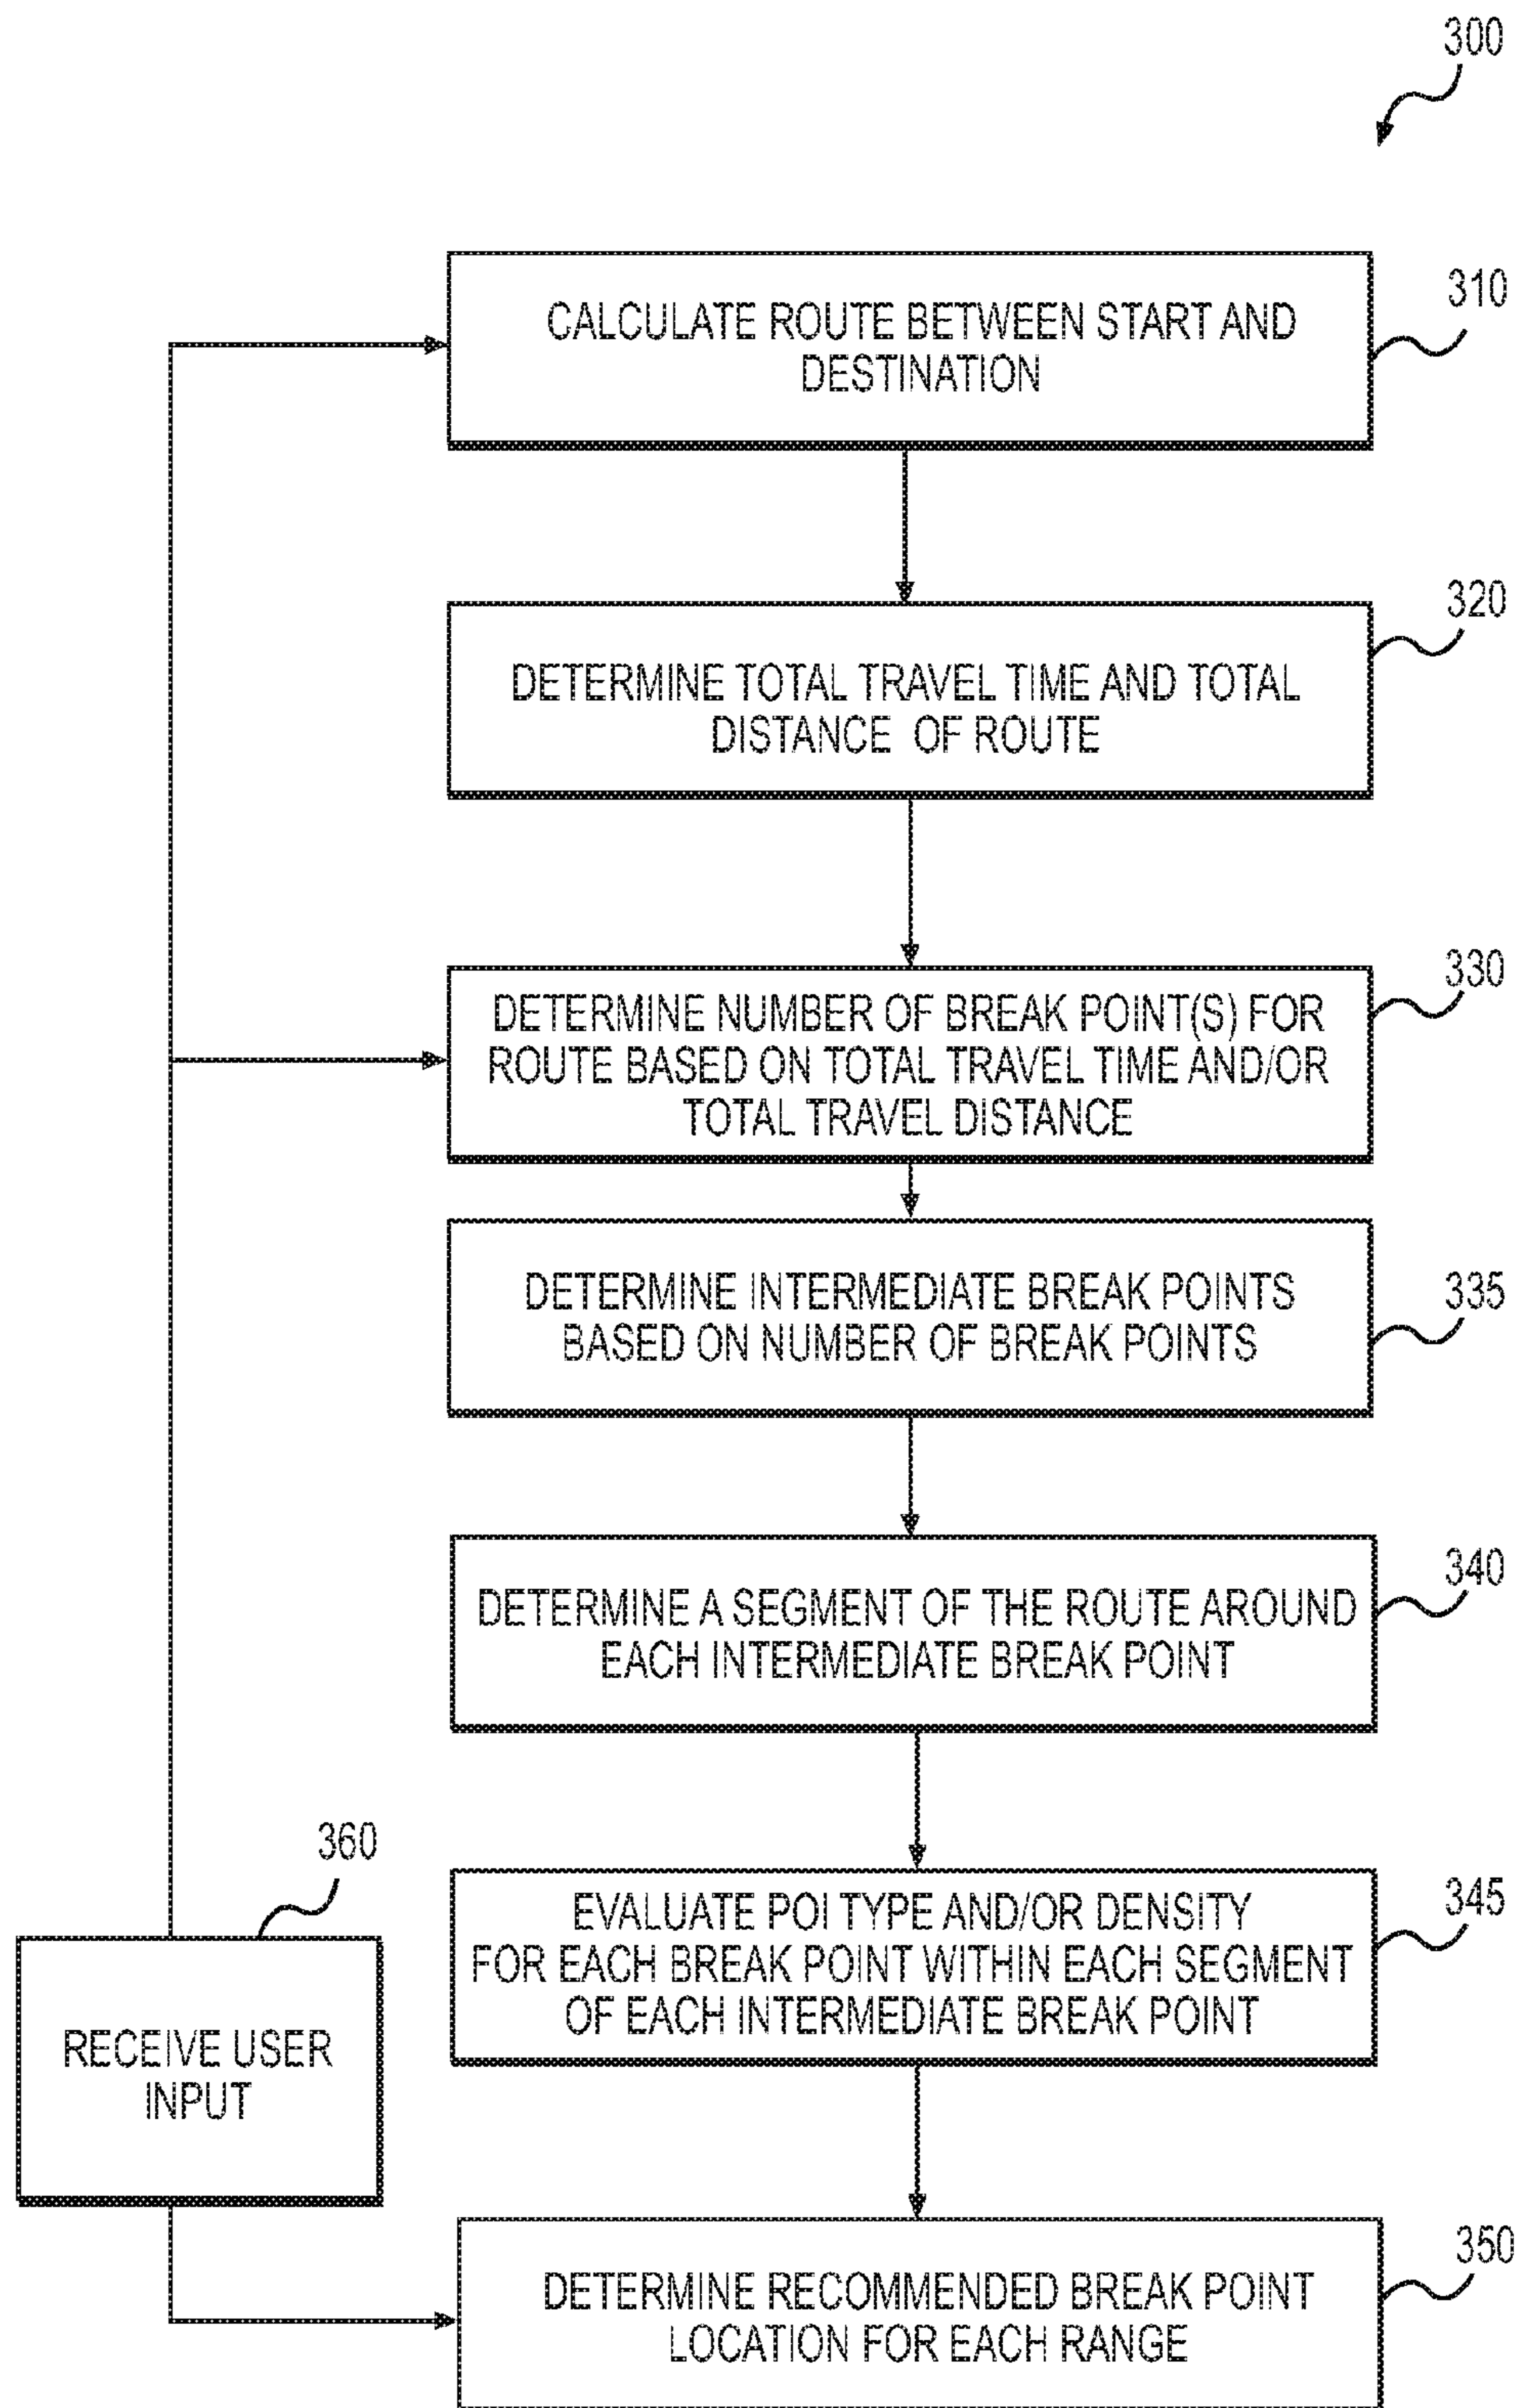 300
CALCULATE ROUTE BETWEEN START AND
DESTINATION
310
DETERMINE TOTAL TRAVEL TIME AND TOTAL
DISTANCE OF ROUTE
320
DETERMINE NUMBER OF BREAK POINT(S) FOR
ROUTE BASED ON TOTAL TRAVEL TIME AND/OR
TOTAL TRAVEL DISTANCE
330
DETERMINE INTERMEDIATE BREAK POINTS
BASED ON NUMBER OF BREAK POINTS
335
DETERMINE A SEGMENT OF THE ROUTE AROUND
EACH INTERMEDIATE BREAK POINT
340
EVALUATE POI TYPE AND/OR DENSITY
FOR EACH BREAK POINT WITHIN EACH SEGMENT
OF EACH INTERMEDIATE BREAK POINT
345
360
RECEIVE USER
INPUT
DETERMINE RECOMMENDED BREAK POINT
LOCATION FOR EACH RANGE
350